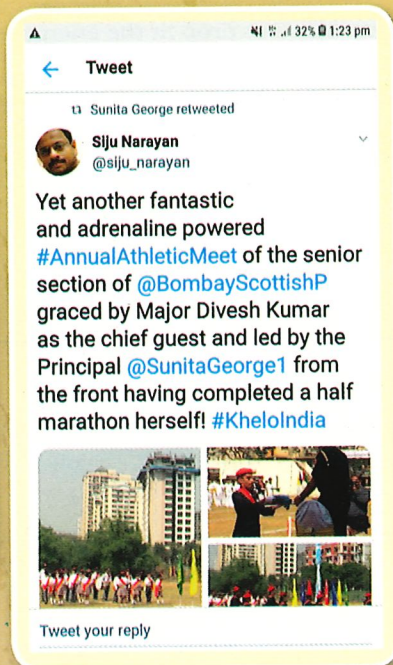 32% 1:23 pm
Tweet
Sunita George retweeted
Siju Narayan
@siju_narayan
Yet another fantastic
and adrenaline powered
#AnnualAthleticMeet of the senior
section of @BombayScottishP
graced by Major Divesh Kumar
as the chief guest and led by the
Principal @SunitaGeorge1 from
the front having completed a half
marathon herself! #KheloIndia
Tweet your reply